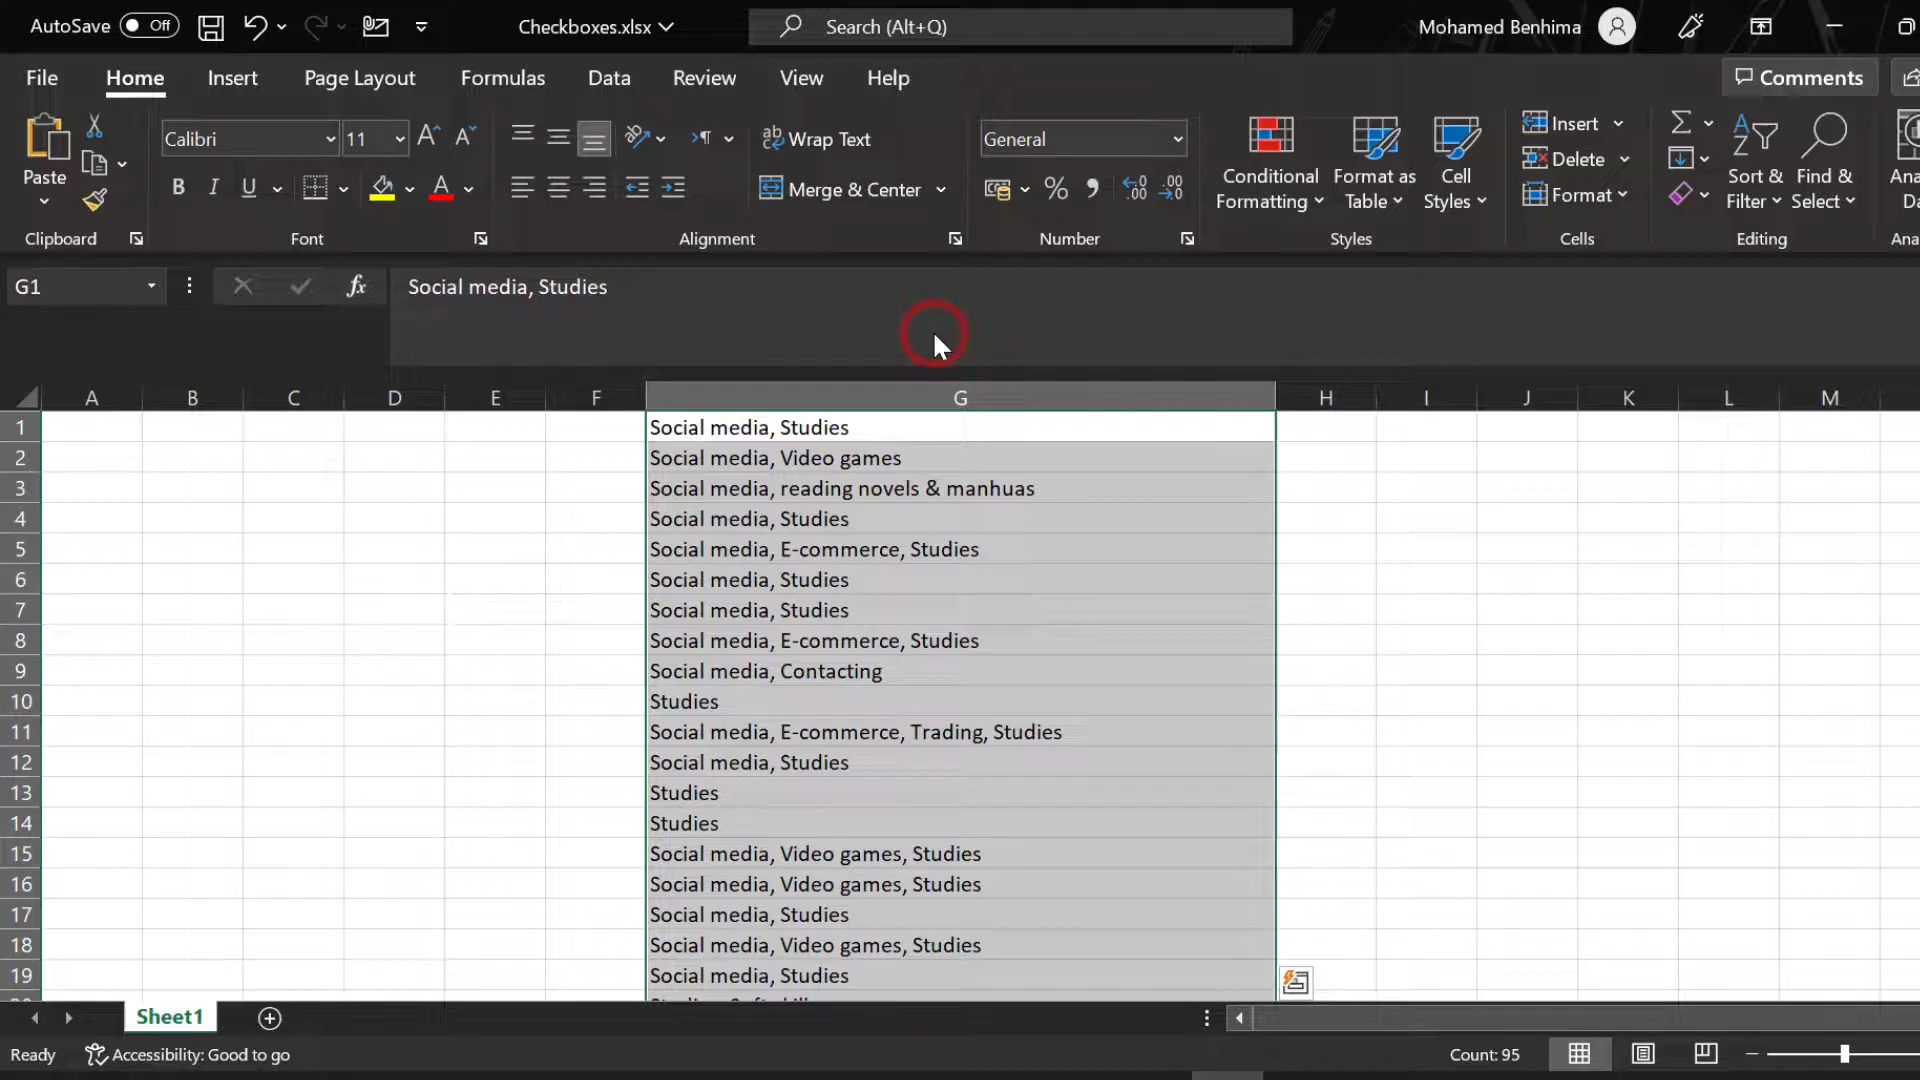 AutoSave Off Checkboxes.xlsx Search (Alt+Q) Mohamed Benhima
File Home Insert Page Layout Formulas Data Review View Help Comments
Paste
Clipboard
Calibri 11
B I U A
Font
Wrap Text
Merge & Center
Alignment
General
Number
Conditional Formatting
Format as Table
Cell Styles
Styles
Insert
Delete
Format
Cells
Sort & Filter
Find & Select
Editing
G1 fx Social media, Studies
A B C D E F G H I J K L M
1 Social media, Studies
2 Social media, Video games
3 Social media, reading novels & manhuas
4 Social media, Studies
5 Social media, E-commerce, Studies
6 Social media, Studies
7 Social media, Studies
8 Social media, E-commerce, Studies
9 Social media, Contacting
10 Studies
11 Social media, E-commerce, Trading, Studies
12 Social media, Studies
13 Studies
14 Studies
15 Social media, Video games, Studies
16 Social media, Video games, Studies
17 Social media, Studies
18 Social media, Video games, Studies
19 Social media, Studies
Sheet1
Ready Accessibility: Good to go Count: 95